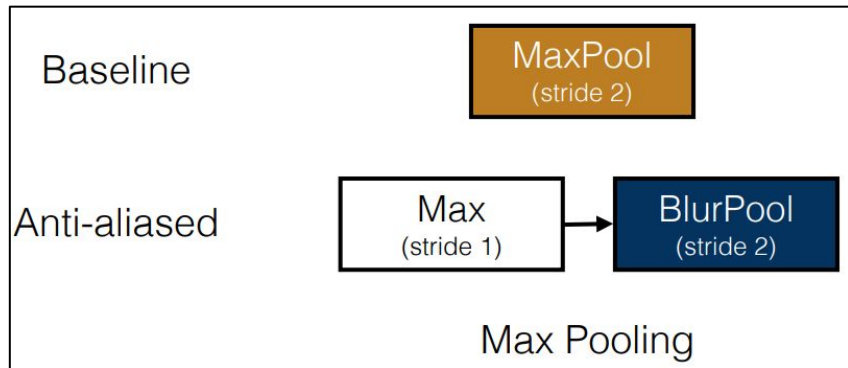 Baseline
MaxPool
(stride 2)
Anti-aliased
Max
(stride 1)
BlurPool
(stride 2)
Max Pooling